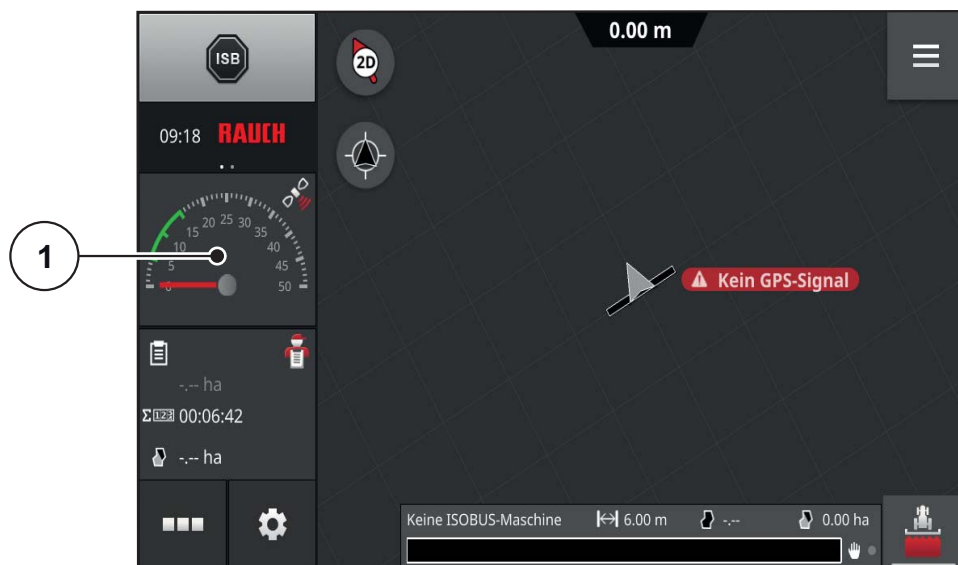 ISB
0.00 m
2D
09:18 RAUCH
0 5 10 15 20 25 30 35 40 45 50
1
Kein GPS-Signal
-.-- ha
Σ 123 00:06:42
-.-- ha
Keine ISOBUS-Maschine 6.00 m -.-- 0.00 ha